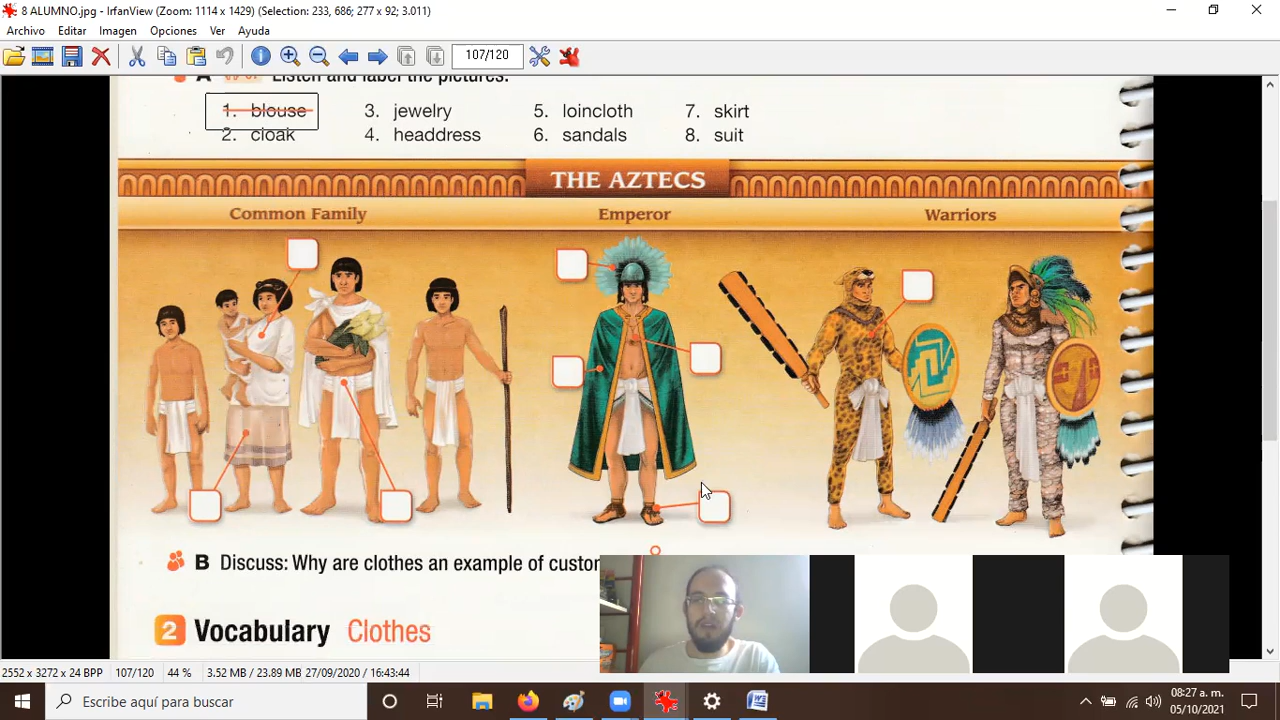 8 ALUMNO.jpg - IrfanView (Zoom: 1114 x 1429) (Selection: 233, 686; 277 x 92; 3.011)
Archivo Editar Imagen Opciones Ver Ayuda
107/120
A Listen and label the pictures.
1. blouse 3. jewelry 5. loincloth 7. skirt
2. cloak 4. headdress 6. sandals 8. suit
THE AZTECS
Common Family Emperor Warriors
B Discuss: Why are clothes an example of
2 Vocabulary Clothes
2552 x 3272 x 24 BPP 107/120 44 % 3.52 MB / 23.89 MB 27/09/2020 / 16:43:44
Escribe aquí para buscar
08:27 a. m.
05/10/2021